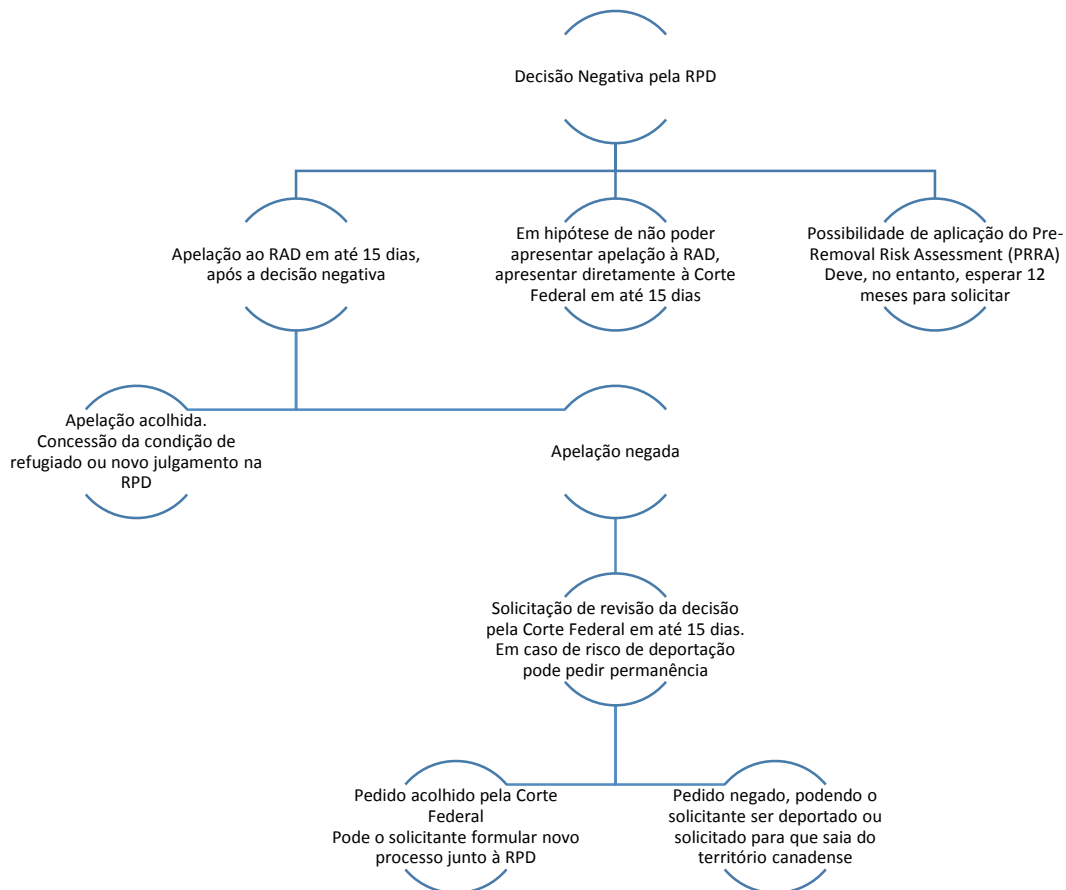 Decisão Negativa pela RPD
Apelação ao RAD em até 15 dias,
após a decisão negativa
Em hipótese de não poder
apresentar apelação à RAD,
apresentar diretamente à Corte
Federal em até 15 dias
Possibilidade de aplicação do Pre-
Removal Risk Assessment (PRRA)
Deve, no entanto, esperar 12
meses para solicitar
Apelação acolhida.
Concessão da condição de
refugiado ou novo julgamento na
RPD
Apelação negada
Solicitação de revisão da decisão
pela Corte Federal em até 15 dias.
Em caso de risco de deportação
pode pedir permanência
Pedido acolhido pela Corte
Federal
Pode o solicitante formular novo
processo junto à RPD
Pedido negado, podendo o
solicitante ser deportado ou
solicitado para que saia do
território canadense